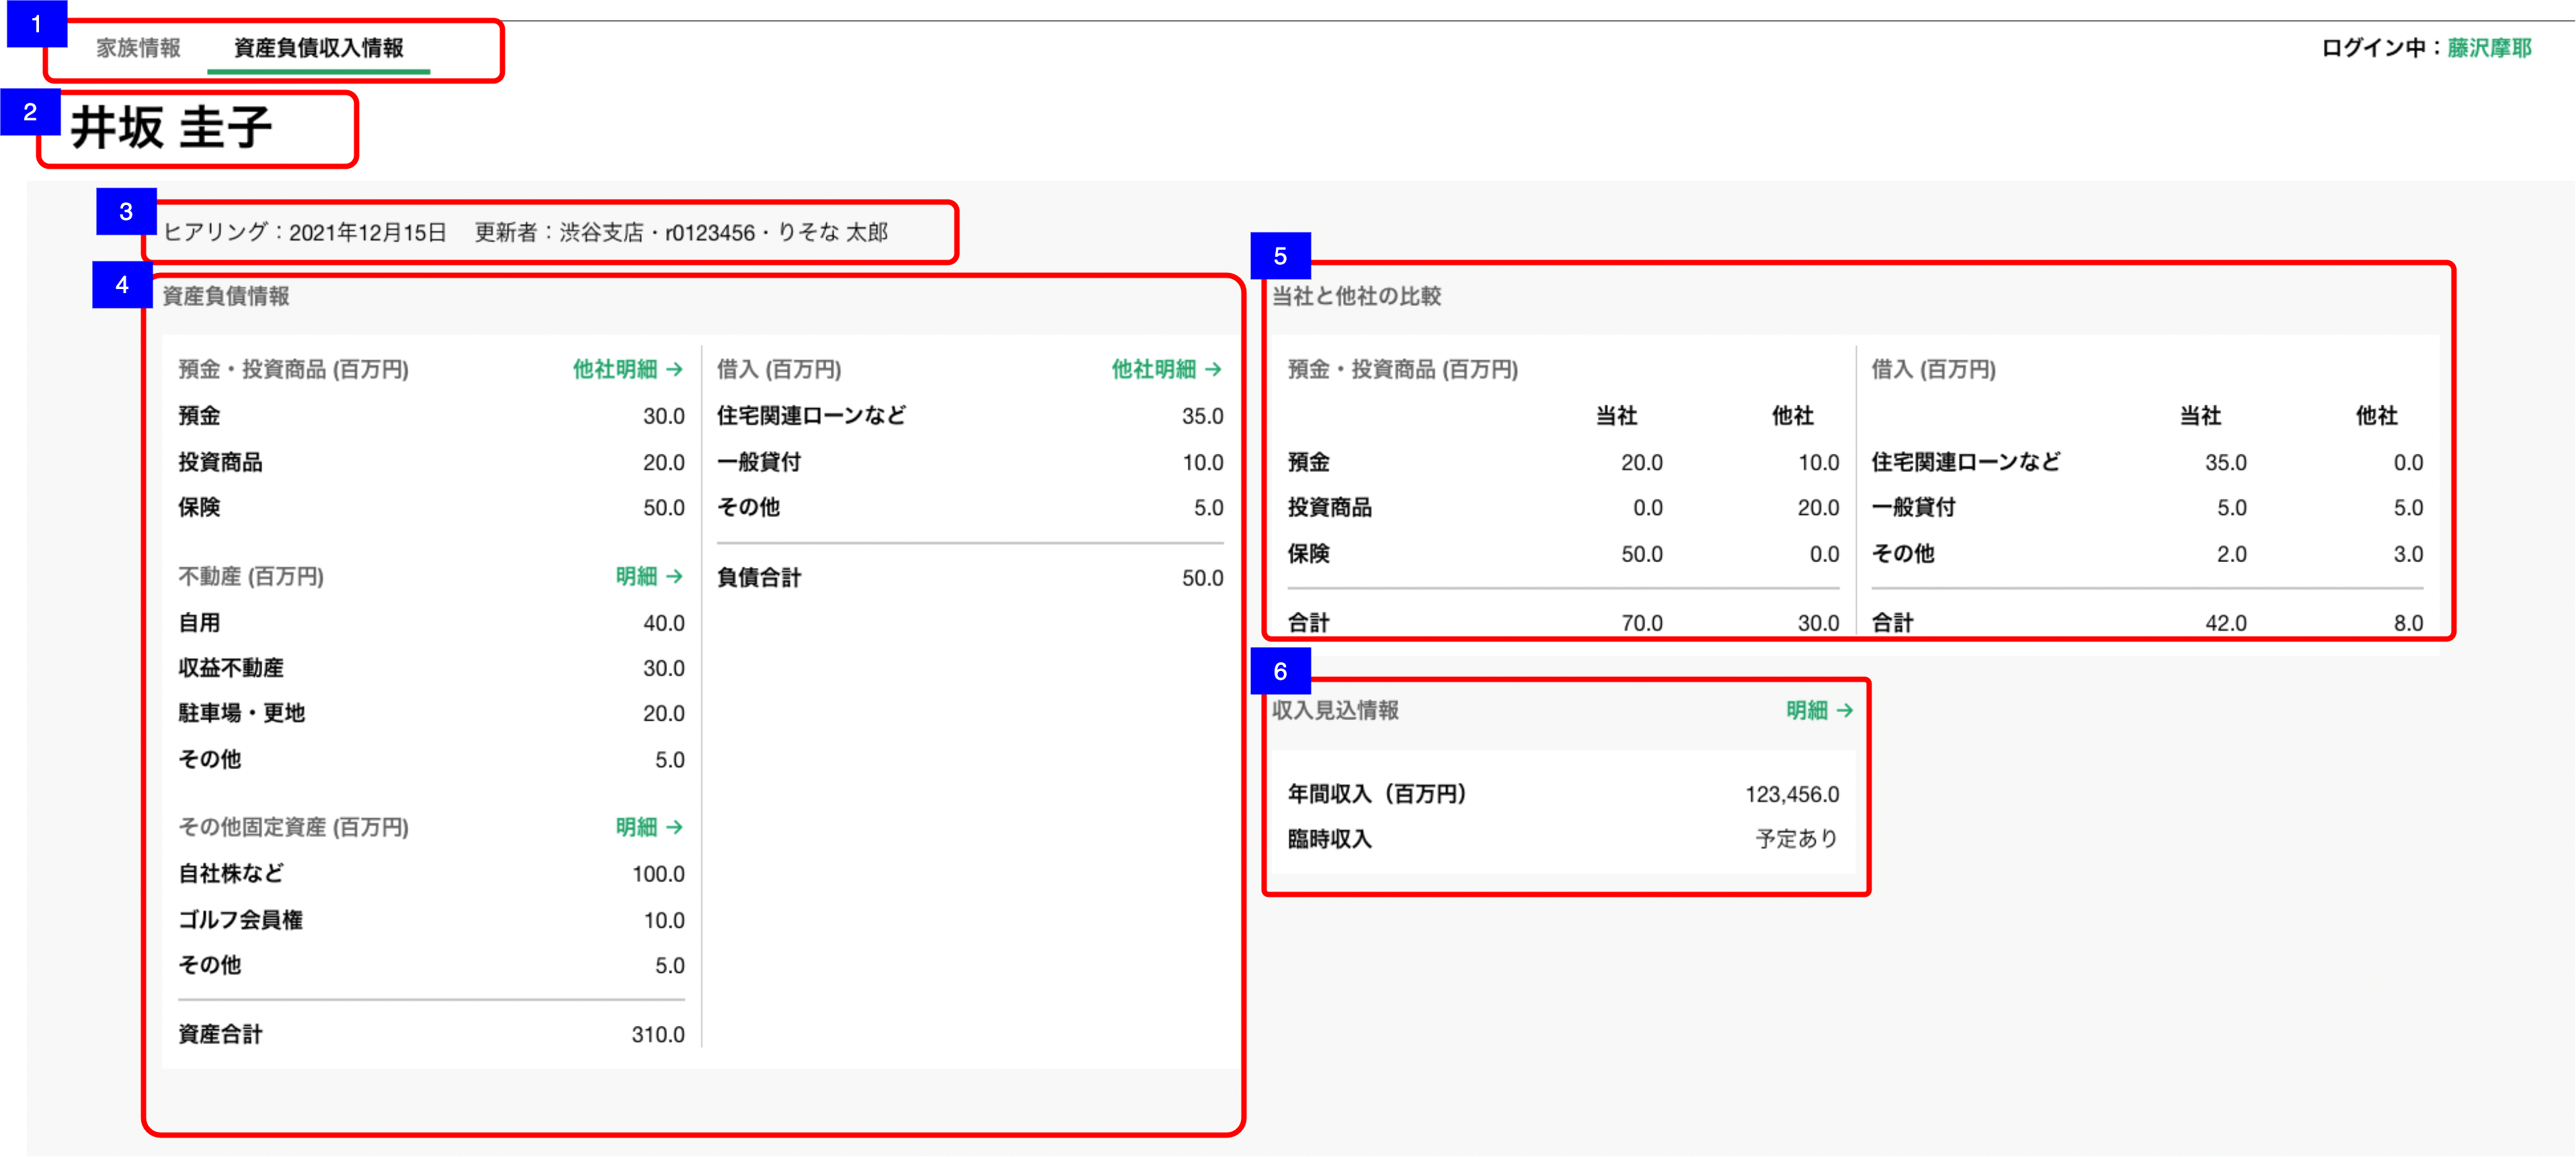 1
家族情報 資産負債収入情報
ログイン中：藤沢摩耶
2
井坂 圭子
3
ヒアリング：2021年12月15日 更新者：渋谷支店・r0123456・りそな 太郎
4
資産負債情報
預金・投資商品 (百万円) 他社明細 →
預金 30.0
投資商品 20.0
保険 50.0
不動産 (百万円) 明細 →
自用 40.0
収益不動産 30.0
駐車場・更地 20.0
その他 5.0
その他固定資産 (百万円) 明細 →
自社株など 100.0
ゴルフ会員権 10.0
その他 5.0
資産合計 310.0
借入 (百万円) 他社明細 →
住宅関連ローンなど 35.0
一般貸付 10.0
その他 5.0
負債合計 50.0
5
当社と他社の比較
預金・投資商品 (百万円)
当社 他社
預金 20.0 10.0
投資商品 0.0 20.0
保険 50.0 0.0
合計 70.0 30.0
借入 (百万円)
当社 他社
住宅関連ローンなど 35.0 0.0
一般貸付 5.0 5.0
その他 2.0 3.0
合計 42.0 8.0
6
収入見込情報 明細 →
年間収入（百万円） 123,456.0
臨時収入 予定あり